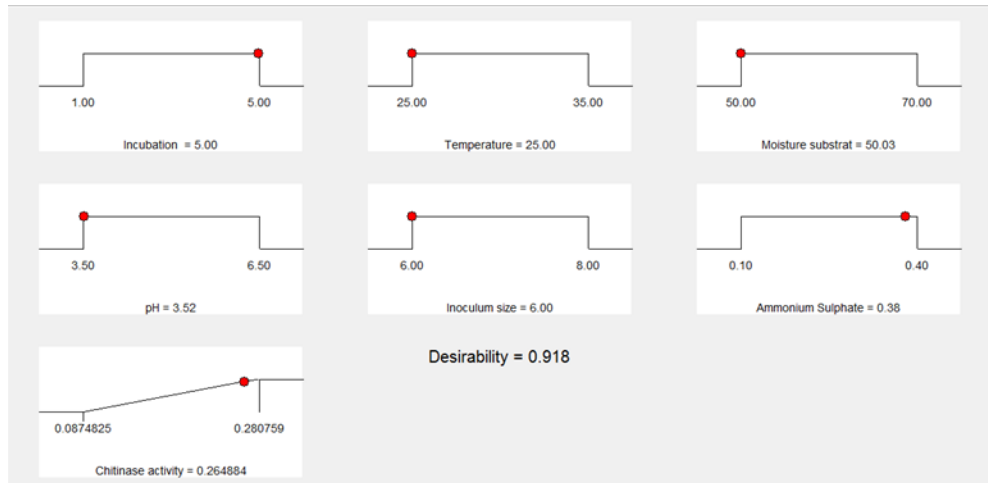 1.00 5.00
Incubation = 5.00
25.00 35.00
Temperature = 25.00
50.00 70.00
Moisture substrat = 50.03
3.50 6.50
pH = 3.52
6.00 8.00
Inoculum size = 6.00
0.10 0.40
Ammonium Sulphate = 0.38
0.0874825 0.280759
Chitinase activity = 0.264884
Desirability = 0.918